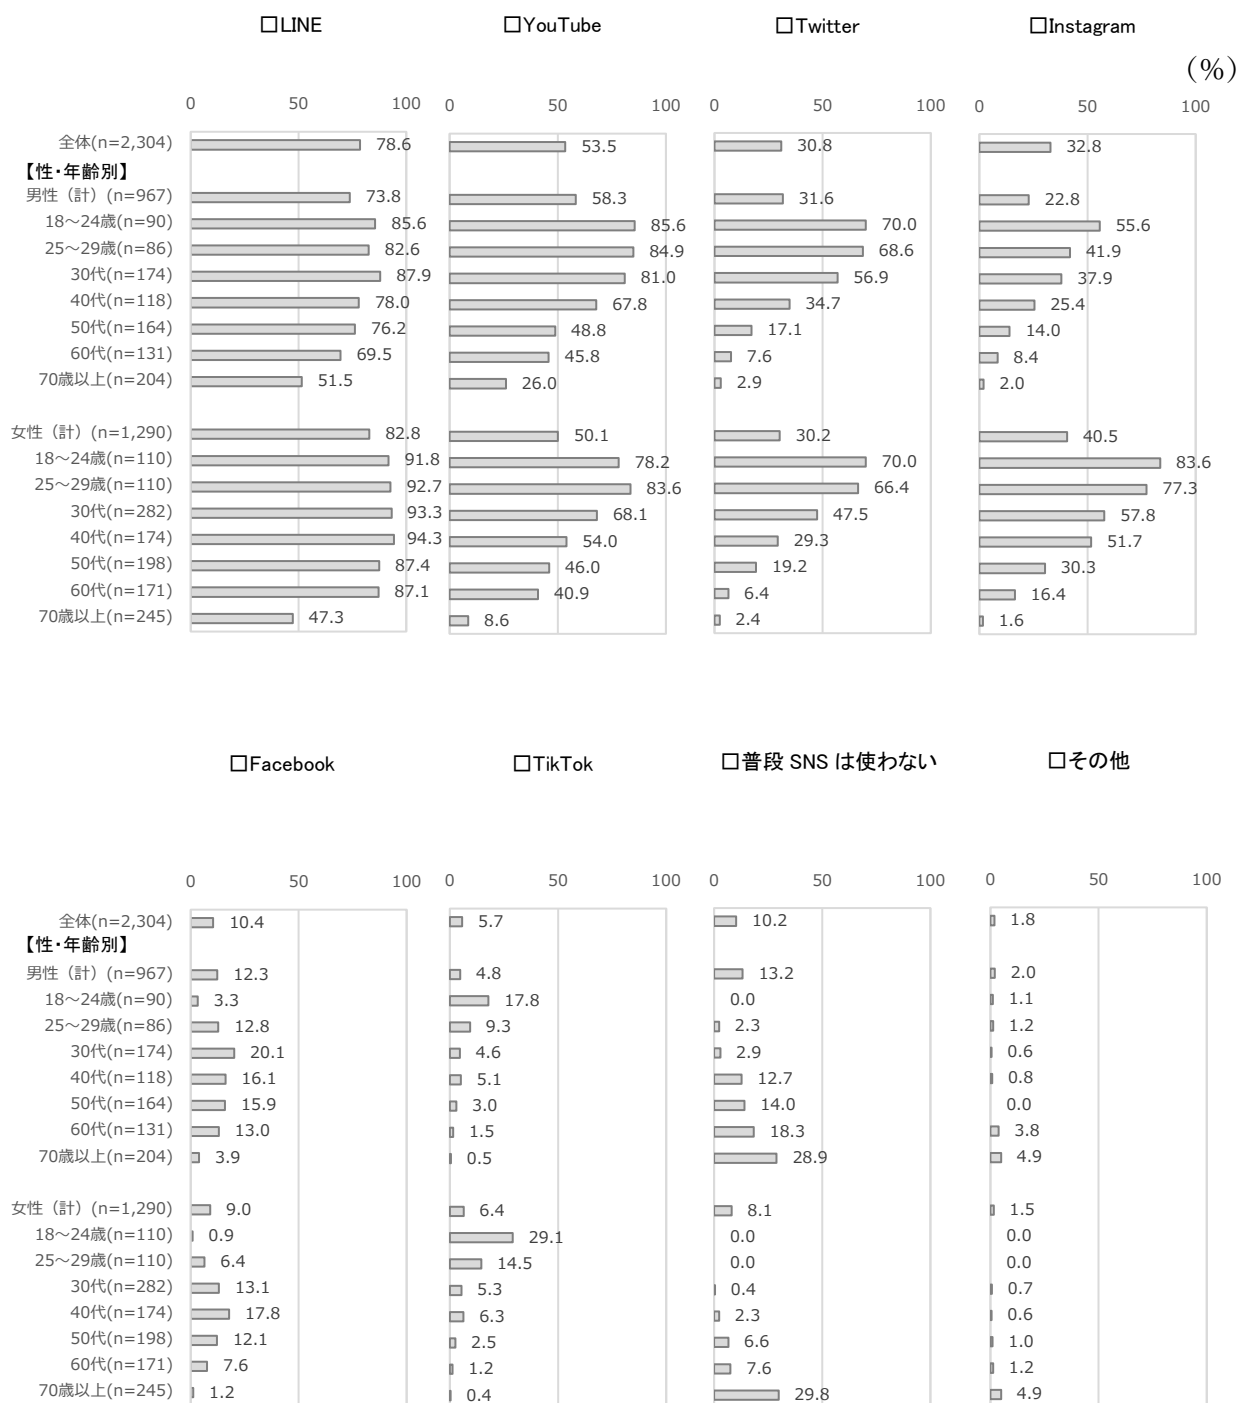 □LINE □YouTube □Twitter □Instagram
(%)
0 50 100 0 50 100 0 50 100 0 50 100
全体(n=2,304) 78.6 53.5 30.8 32.8
【性・年齢別】
男性（計）(n=967) 73.8 58.3 31.6 22.8
18～24歳(n=90) 85.6 85.6 70.0 55.6
25～29歳(n=86) 82.6 84.9 68.6 41.9
30代(n=174) 87.9 81.0 56.9 37.9
40代(n=118) 78.0 67.8 34.7 25.4
50代(n=164) 76.2 48.8 17.1 14.0
60代(n=131) 69.5 45.8 7.6 8.4
70歳以上(n=204) 51.5 26.0 2.9 2.0
女性（計）(n=1,290) 82.8 50.1 30.2 40.5
18～24歳(n=110) 91.8 78.2 70.0 83.6
25～29歳(n=110) 92.7 83.6 66.4 77.3
30代(n=282) 93.3 68.1 47.5 57.8
40代(n=174) 94.3 54.0 29.3 51.7
50代(n=198) 87.4 46.0 19.2 30.3
60代(n=171) 87.1 40.9 6.4 16.4
70歳以上(n=245) 47.3 8.6 2.4 1.6
□Facebook □TikTok □普段 SNS は使わない □その他
0 50 100 0 50 100 0 50 100 0 50 100
全体(n=2,304) 10.4 5.7 10.2 1.8
【性・年齢別】
男性（計）(n=967) 12.3 4.8 13.2 2.0
18～24歳(n=90) 3.3 17.8 0.0 1.1
25～29歳(n=86) 12.8 9.3 2.3 1.2
30代(n=174) 20.1 4.6 2.9 0.6
40代(n=118) 16.1 5.1 12.7 0.8
50代(n=164) 15.9 3.0 14.0 0.0
60代(n=131) 13.0 1.5 18.3 3.8
70歳以上(n=204) 3.9 0.5 28.9 4.9
女性（計）(n=1,290) 9.0 6.4 8.1 1.5
18～24歳(n=110) 0.9 29.1 0.0 0.0
25～29歳(n=110) 6.4 14.5 0.0 0.0
30代(n=282) 13.1 5.3 0.4 0.7
40代(n=174) 17.8 6.3 2.3 0.6
50代(n=198) 12.1 2.5 6.6 1.0
60代(n=171) 7.6 1.2 7.6 1.2
70歳以上(n=245) 1.2 0.4 29.8 4.9